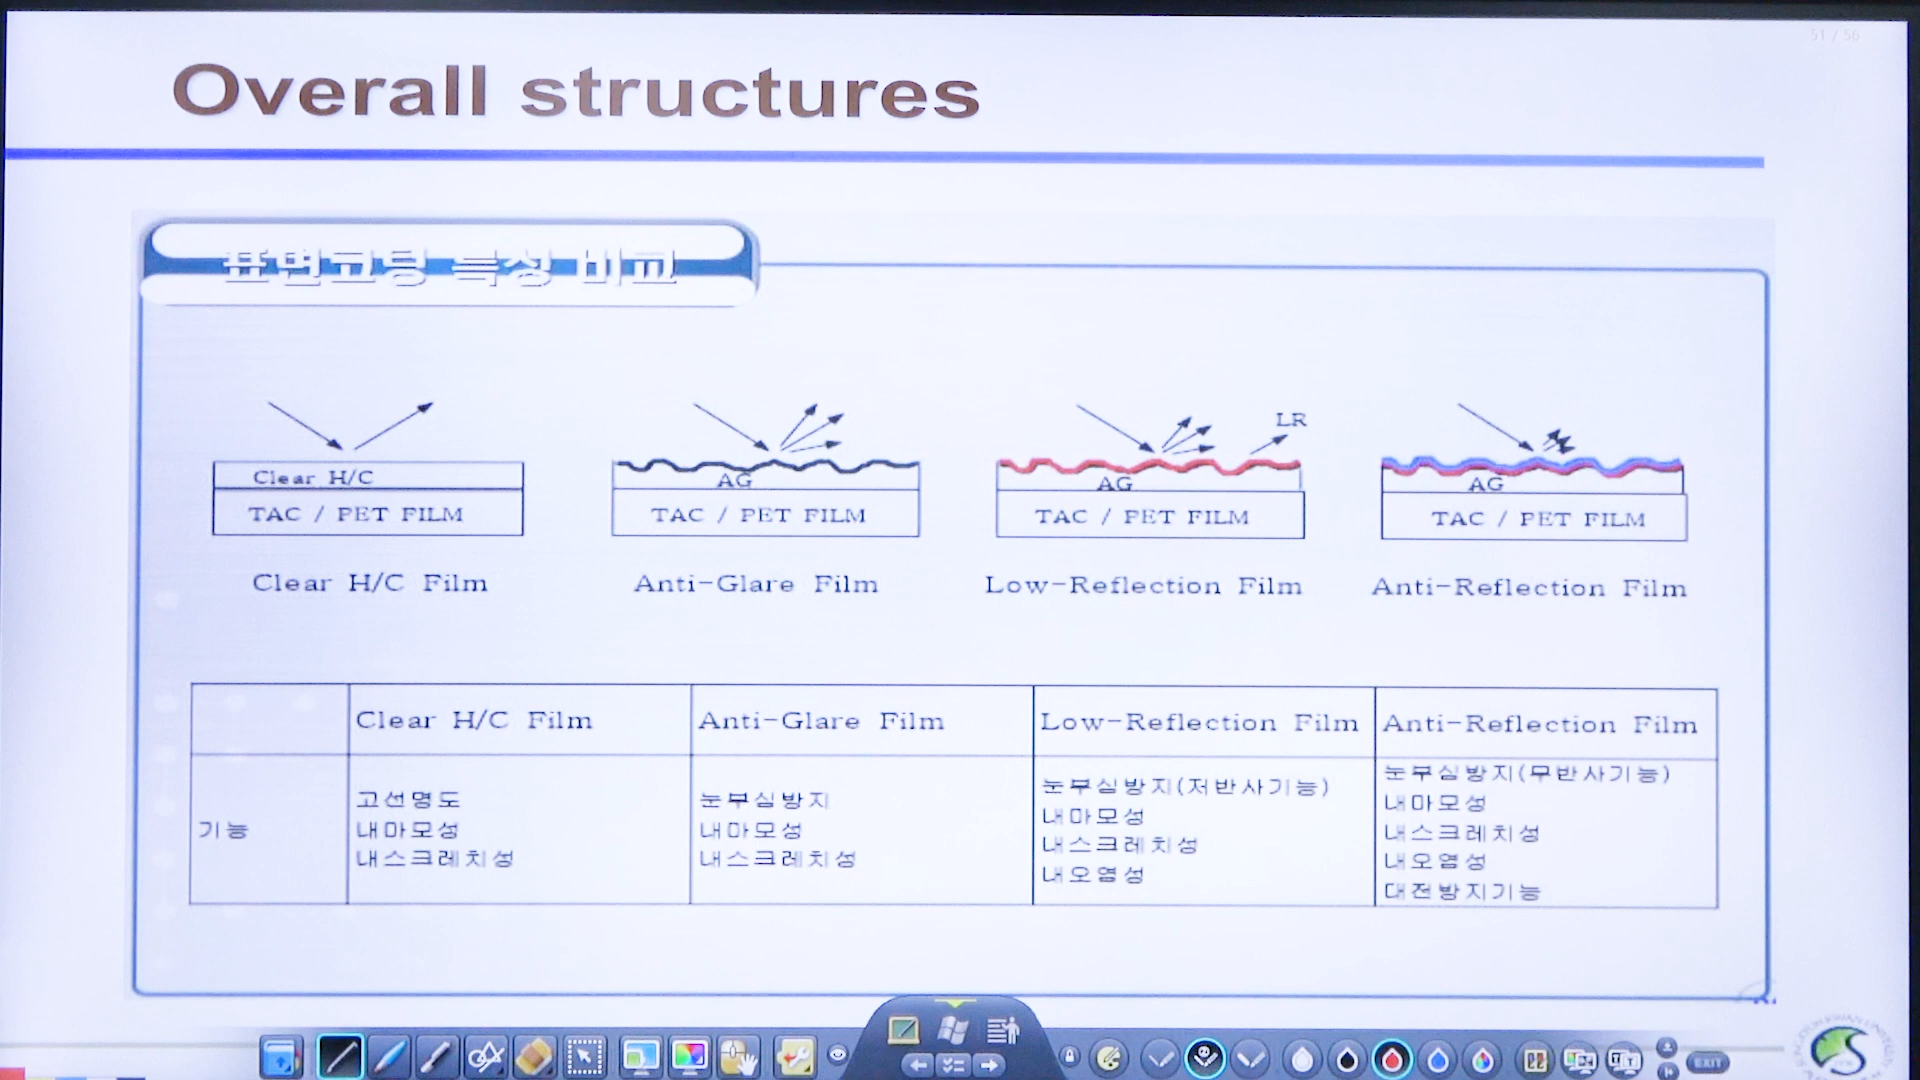 51 / 56
Overall structures
표면코팅 특성 비교
LR
Clear H/C
TAC / PET FILM
AG
TAC / PET FILM
AG
TAC / PET FILM
AG
TAC / PET FILM
Clear H/C Film
Anti-Glare Film
Low-Reflection Film
Anti-Reflection Film
Clear H/C Film
Anti-Glare Film
Low-Reflection Film
Anti-Reflection Film
기능
고선명도
내마모성
내스크레치성
눈부심방지
내마모성
내스크레치성
눈부심방지(저반사기능)
내마모성
내스크레치성
내오염성
눈부심방지(무반사기능)
내마모성
내스크레치성
내오염성
대전방지기능
EXIT